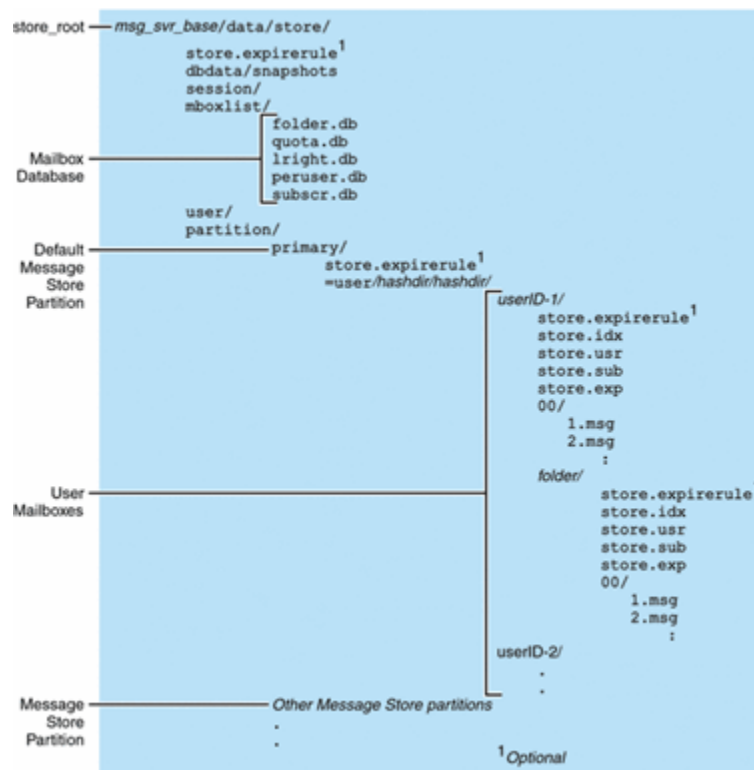 store_root msg_svr_base/data/store/
store.expirerule1
dbdata/snapshots
session/
mboxlist/
folder.db
quota.db
Mailbox Database lright.db
peruser.db
subscr.db
user/
partition/
Default Message Store Partition primary/
store.expirerule1
=user/hashdir/hashdir/
userID-1/
store.expirerule1
store.idx
store.usr
store.sub
store.exp
00/
1.msg
2.msg
:
folder/
User Mailboxes store.expirerule
store.idx
store.usr
store.sub
store.exp
00/
1.msg
2.msg
:
userID-2/
.
.
Message Store Partition Other Message Store partitions
.
.
1Optional